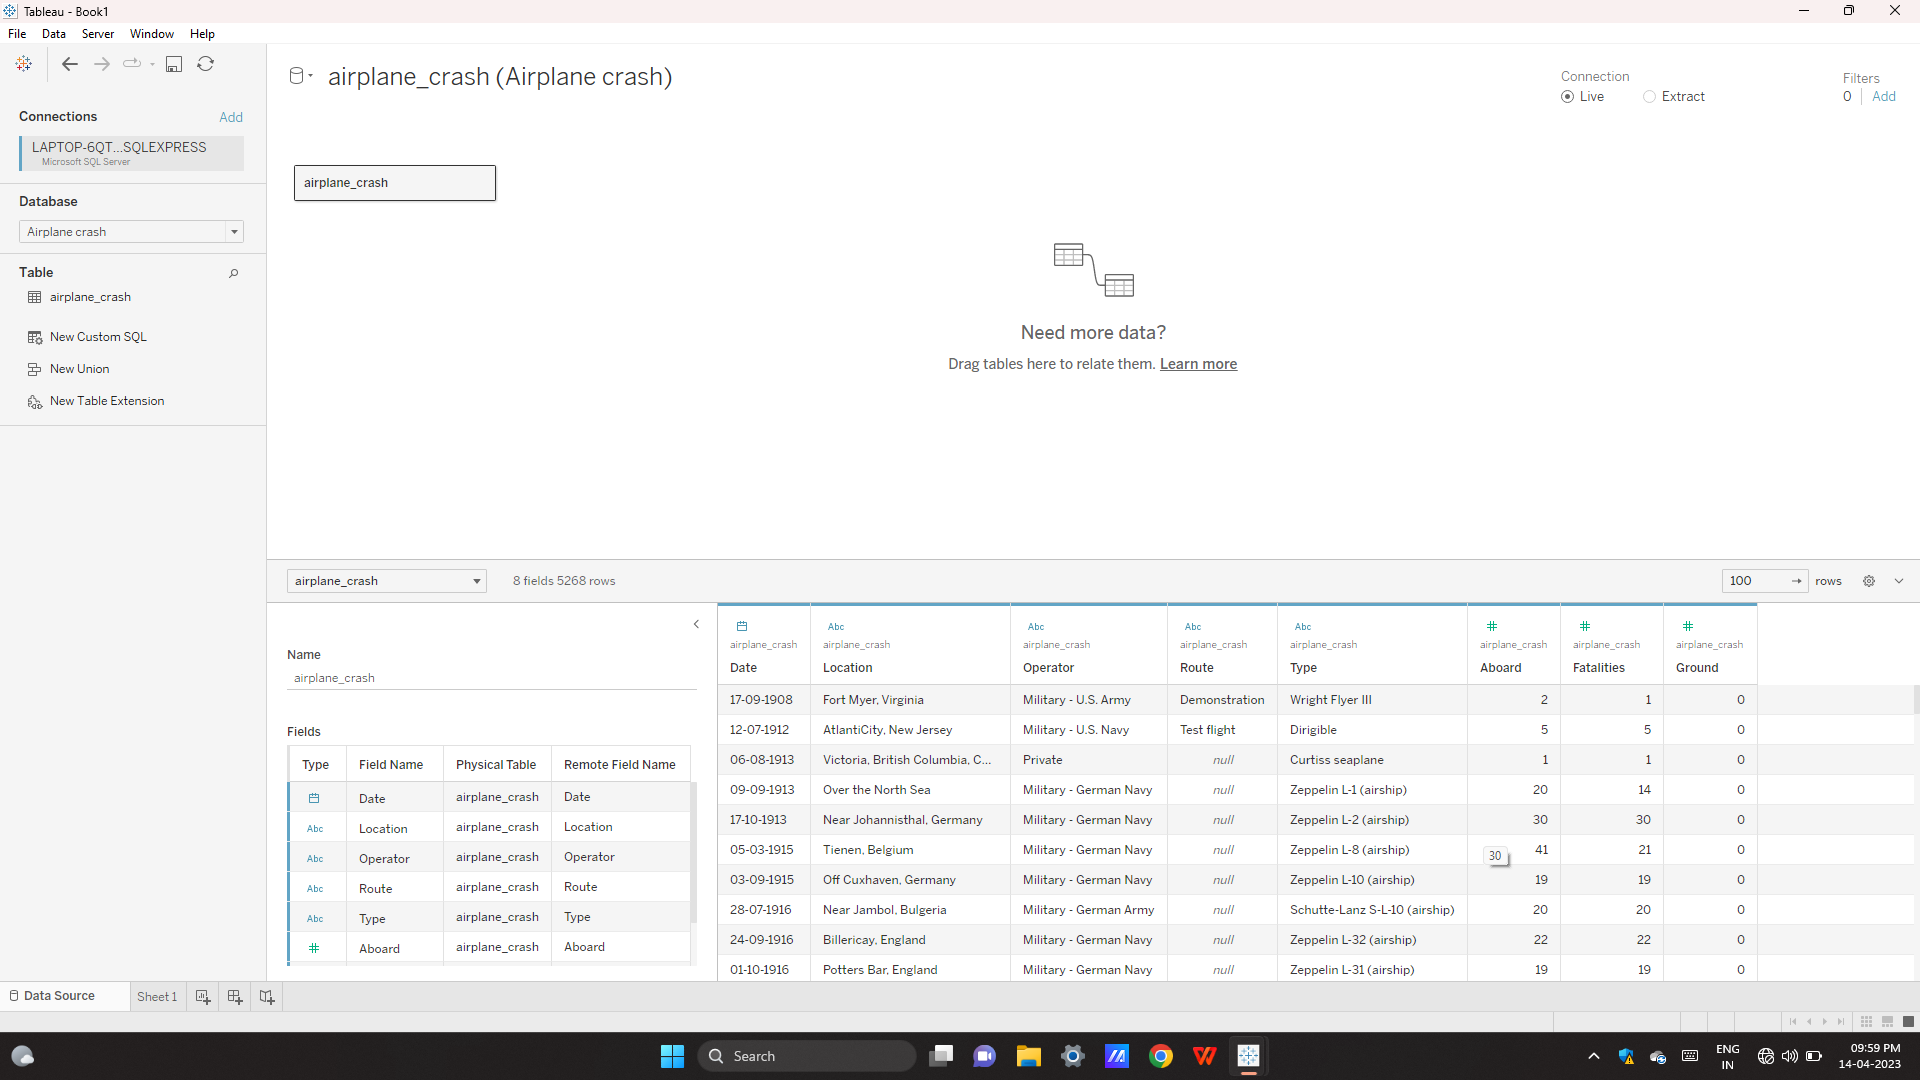 Tableau - Book1
File Data Server Window Help
airplane_crash (Airplane crash)
Connection
Live Extract
Filters
0 Add
Connections Add
LAPTOP-6QT...SQLEXPRESS
Microsoft SQL Server
Database
Airplane crash
Table
airplane_crash
New Custom SQL
New Union
New Table Extension
airplane_crash
Need more data?
Drag tables here to relate them. Learn more
airplane_crash 8 fields 5268 rows 100 rows
Name
airplane_crash
Fields
Type Field Name Physical Table Remote Field Name
Date airplane_crash Date
Abc Location airplane_crash Location
Abc Operator airplane_crash Operator
Abc Route airplane_crash Route
Abc Type airplane_crash Type
Aboard airplane_crash Aboard
Abc Abc Abc Abc
airplane_crash airplane_crash airplane_crash airplane_crash airplane_crash airplane_crash airplane_crash airplane_crash
Date Location Operator Route Type Aboard Fatalities Ground
17-09-1908 Fort Myer, Virginia Military - U.S. Army Demonstration Wright Flyer III 2 1 0
12-07-1912 AtlantiCity, New Jersey Military - U.S. Navy Test flight Dirigible 5 5 0
06-08-1913 Victoria, British Columbia, C... Private null Curtiss seaplane 1 1 0
09-09-1913 Over the North Sea Military - German Navy null Zeppelin L-1 (airship) 20 14 0
17-10-1913 Near Johannisthal, Germany Military - German Navy null Zeppelin L-2 (airship) 30 30 0
05-03-1915 Tienen, Belgium Military - German Navy null Zeppelin L-8 (airship) 41 21 0
30
03-09-1915 Off Cuxhaven, Germany Military - German Navy null Zeppelin L-10 (airship) 19 19 0
28-07-1916 Near Jambol, Bulgeria Military - German Army null Schutte-Lanz S-L-10 (airship) 20 20 0
24-09-1916 Billericay, England Military - German Navy null Zeppelin L-32 (airship) 22 22 0
01-10-1916 Potters Bar, England Military - German Navy null Zeppelin L-31 (airship) 19 19 0
Data Source Sheet 1
Search
ENG
IN
09:59 PM
14-04-2023